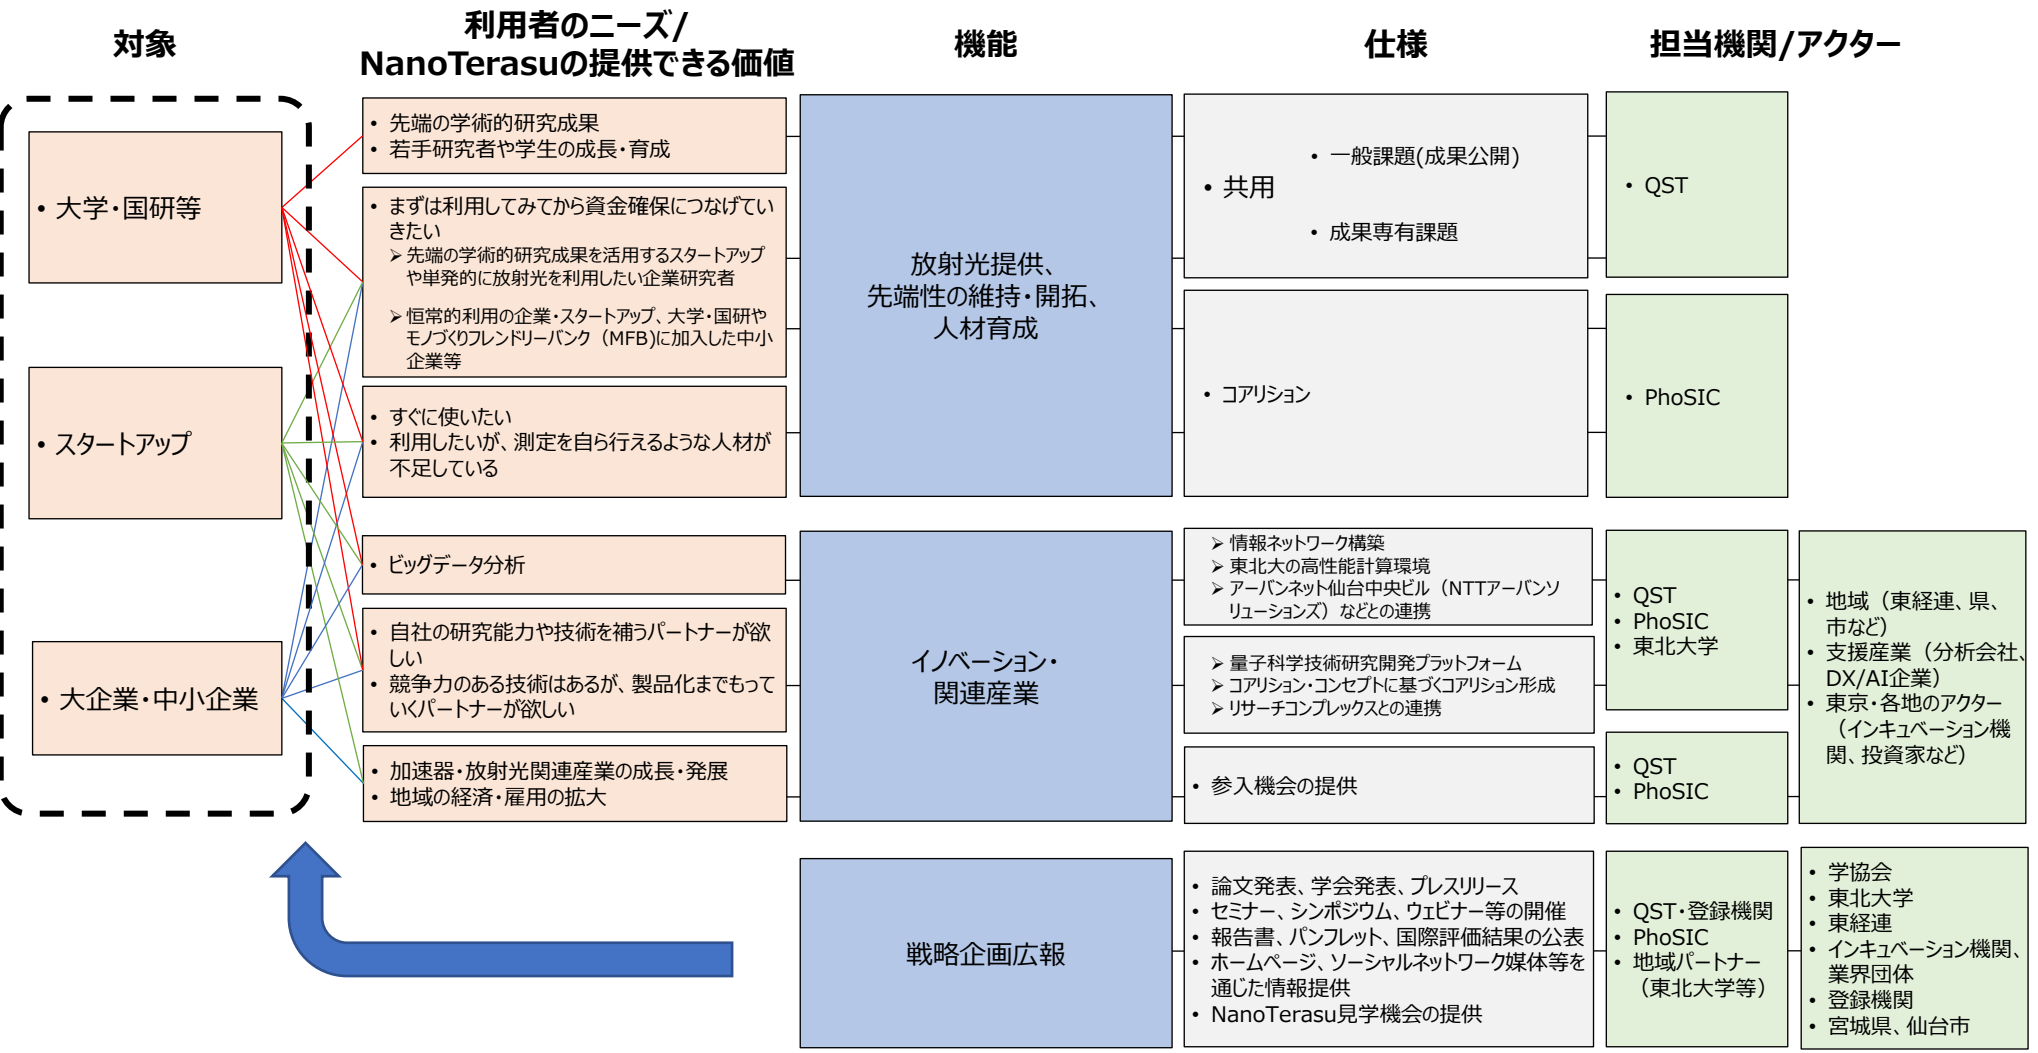 対象
利用者のニーズ/
NanoTerasuの提供できる価値
機能
仕様
担当機関/アクター
• 大学・国研等
• スタートアップ
• 大企業・中小企業
• 先端の学術的研究成果
• 若手研究者や学生の成長・育成
• まずは利用してみてから資金確保につなげてい
きたい
➢ 先端の学術的研究成果を活用するスタートアップ
や単発的に放射光を利用したい企業研究者
➢ 恒常的利用の企業・スタートアップ、大学・国研や
モノづくりフレンドリーバンク（MFB)に加入した中小
企業等
• すぐに使いたい
• 利用したいが、測定を自ら行えるような人材が
不足している
• ビッグデータ分析
• 自社の研究能力や技術を補うパートナーが欲
しい
• 競争力のある技術はあるが、製品化までもって
いくパートナーが欲しい
• 加速器・放射光関連産業の成長・発展
• 地域の経済・雇用の拡大
放射光提供、
先端性の維持・開拓、
人材育成
イノベーション・
関連産業
戦略企画広報
• 共用
• 一般課題(成果公開)
• 成果専有課題
• コアリション
➢ 情報ネットワーク構築
➢ 東北大の高性能計算環境
➢ アーバンネット仙台中央ビル（NTTアーバンソ
リューションズ）などとの連携
➢ 量子科学技術研究開発プラットフォーム
➢ コアリション・コンセプトに基づくコアリション形成
➢ リサーチコンプレックスとの連携
• 参入機会の提供
• 論文発表、学会発表、プレスリリース
• セミナー、シンポジウム、ウェビナー等の開催
• 報告書、パンフレット、国際評価結果の公表
• ホームページ、ソーシャルネットワーク媒体等を
通じた情報提供
• NanoTerasu見学機会の提供
• QST
• PhoSIC
• QST
• PhoSIC
• 東北大学
• QST
• PhoSIC
• 地域（東経連、県、
市など）
• 支援産業（分析会社、
DX/AI企業）
• 東京・各地のアクター
（インキュベーション機
関、投資家など）
• QST・登録機関
• PhoSIC
• 地域パートナー
（東北大学等）
• 学協会
• 東北大学
• 東経連
• インキュベーション機関、
業界団体
• 登録機関
• 宮城県、仙台市